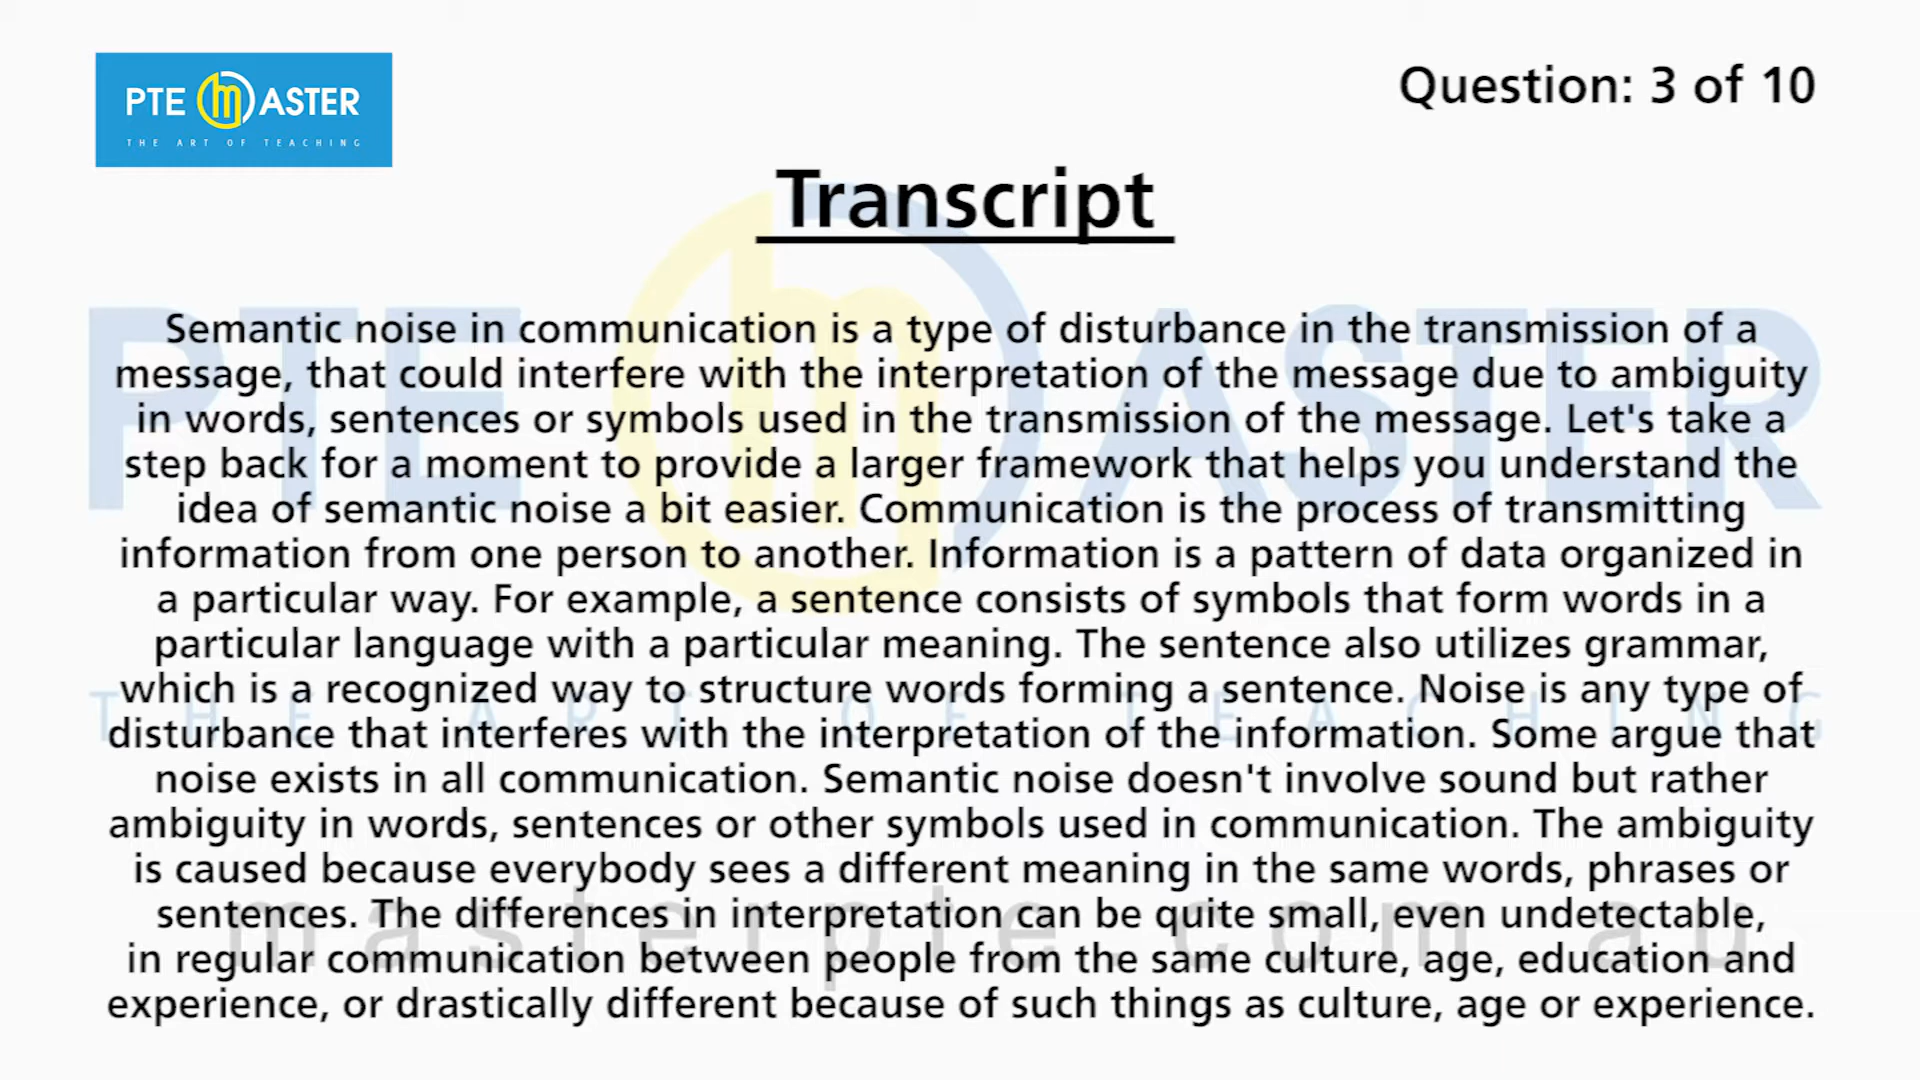 PTE MASTER
THE ART OF TEACHING
Question: 3 of 10
Transcript
Semantic noise in communication is a type of disturbance in the transmission of a
message, that could interfere with the interpretation of the message due to ambiguity
in words, sentences or symbols used in the transmission of the message. Let's take a
step back for a moment to provide a larger framework that helps you understand the
idea of semantic noise a bit easier. Communication is the process of transmitting
information from one person to another. Information is a pattern of data organized in
a particular way. For example, a sentence consists of symbols that form words in a
particular language with a particular meaning. The sentence also utilizes grammar,
which is a recognized way to structure words forming a sentence. Noise is any type of
disturbance that interferes with the interpretation of the information. Some argue that
noise exists in all communication. Semantic noise doesn't involve sound but rather
ambiguity in words, sentences or other symbols used in communication. The ambiguity
is caused because everybody sees a different meaning in the same words, phrases or
sentences. The differences in interpretation can be quite small, even undetectable,
in regular communication between people from the same culture, age, education and
experience, or drastically different because of such things as culture, age or experience.
PTE MASTER
THE ART OF TEACHING
masterpte.com.au